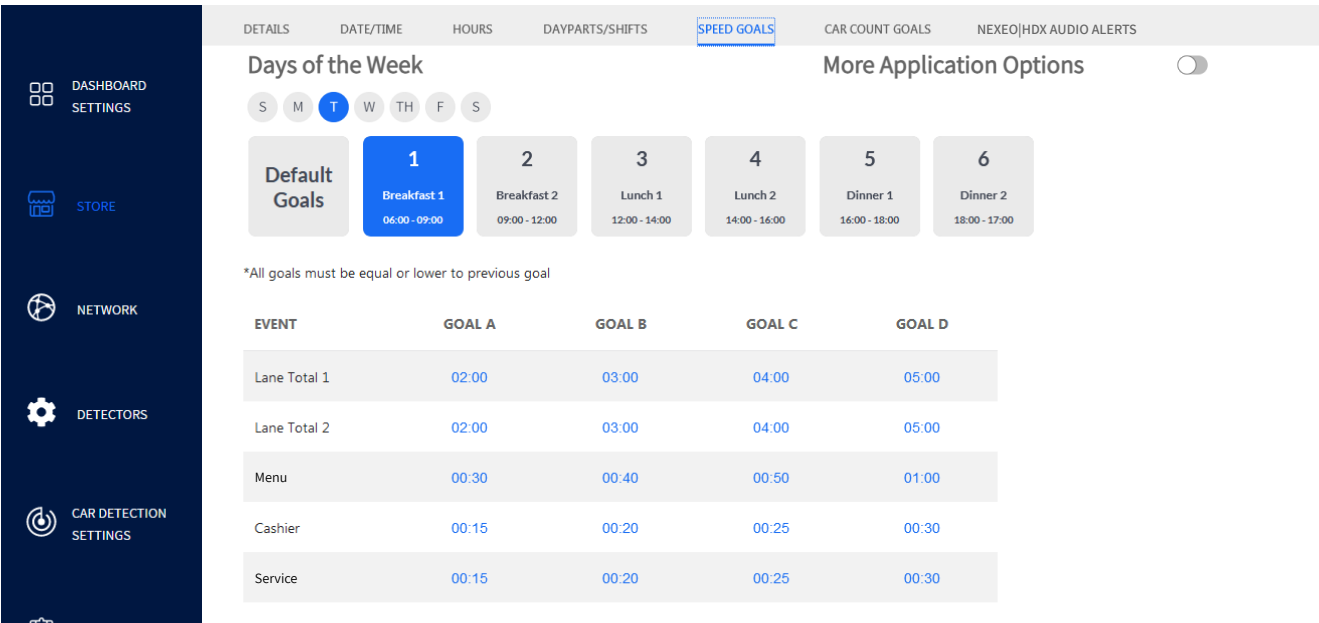 DETAILS DATE/TIME HOURS DAYPARTS/SHIFTS SPEED GOALS CAR COUNT GOALS NEXEO|HDX AUDIO ALERTS
DASHBOARD
SETTINGS
STORE
NETWORK
DETECTORS
CAR DETECTION
SETTINGS
Days of the Week More Application Options
S M T W TH F S
Default
Goals
1
Breakfast 1
06:00 - 09:00
2
Breakfast 2
09:00 - 12:00
3
Lunch 1
12:00 - 14:00
4
Lunch 2
14:00 - 16:00
5
Dinner 1
16:00 - 18:00
6
Dinner 2
18:00 - 17:00
*All goals must be equal or lower to previous goal
EVENT GOAL A GOAL B GOAL C GOAL D
Lane Total 1 02:00 03:00 04:00 05:00
Lane Total 2 02:00 03:00 04:00 05:00
Menu 00:30 00:40 00:50 01:00
Cashier 00:15 00:20 00:25 00:30
Service 00:15 00:20 00:25 00:30